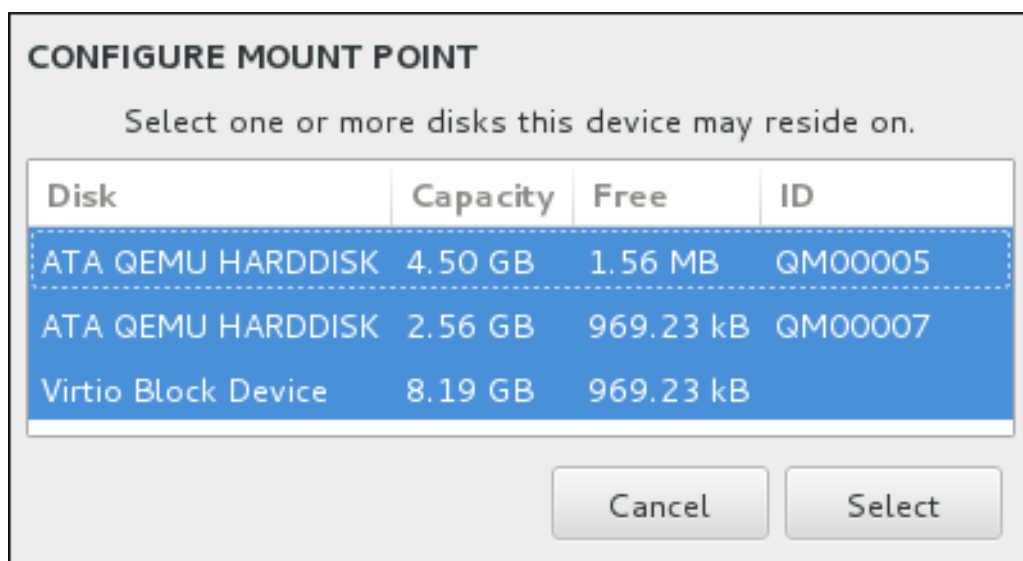 CONFIGURE MOUNT POINT
Select one or more disks this device may reside on.
Disk Capacity Free ID
ATA QEMU HARDDISK 4.50 GB 1.56 MB QM00005
ATA QEMU HARDDISK 2.56 GB 969.23 kB QM00007
Virtio Block Device 8.19 GB 969.23 kB
Cancel Select